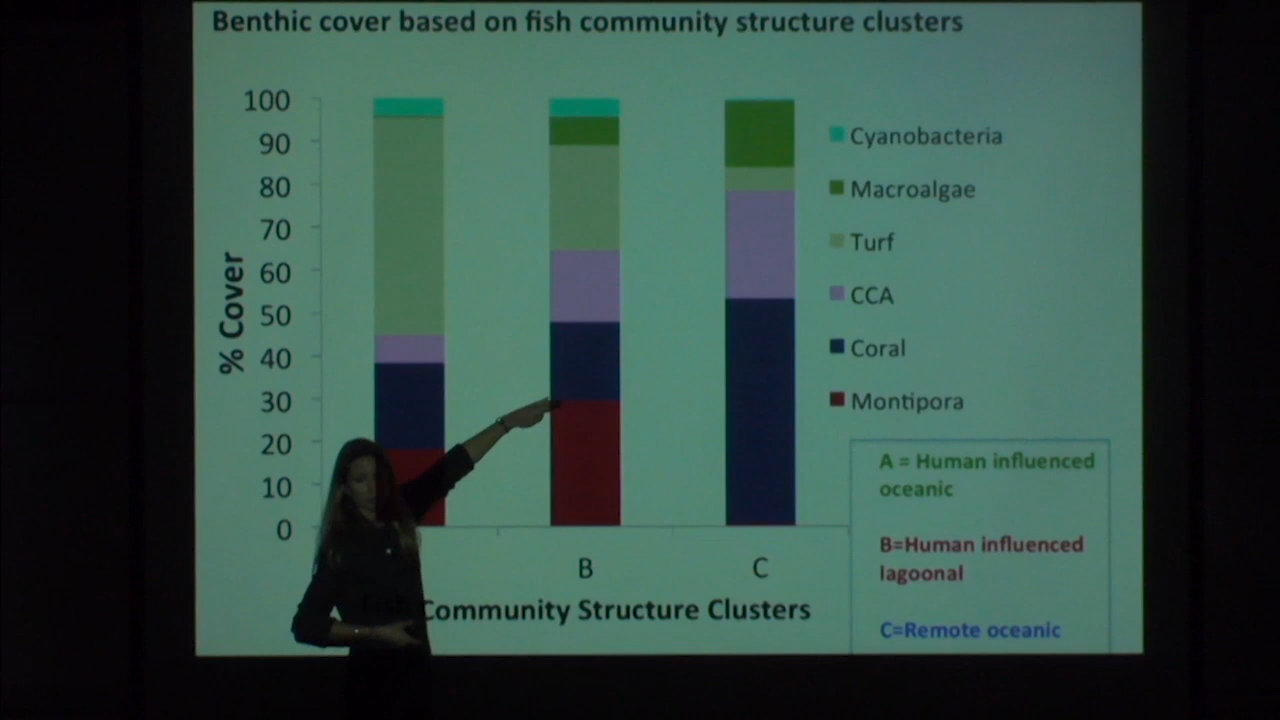 Benthic cover based on fish community structure clusters
100
90
80
70
60
50
40
30
20
10
0
% Cover
Cyanobacteria
Macroalgae
Turf
CCA
Coral
Montipora
A = Human influenced
oceanic
B=Human influenced
lagoonal
C=Remote oceanic
B
C
Fish Community Structure Clusters